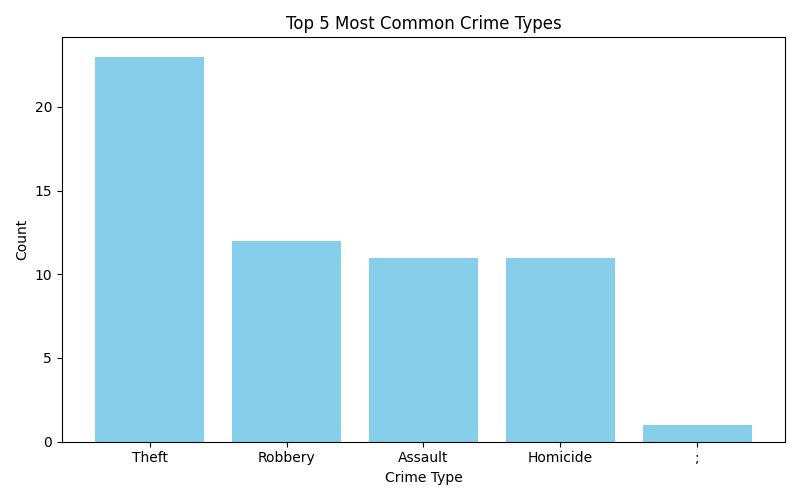 Top 5 Most Common Crime Types
20
15
10
5
0
Count
Theft Robbery Assault Homicide ;
Crime Type